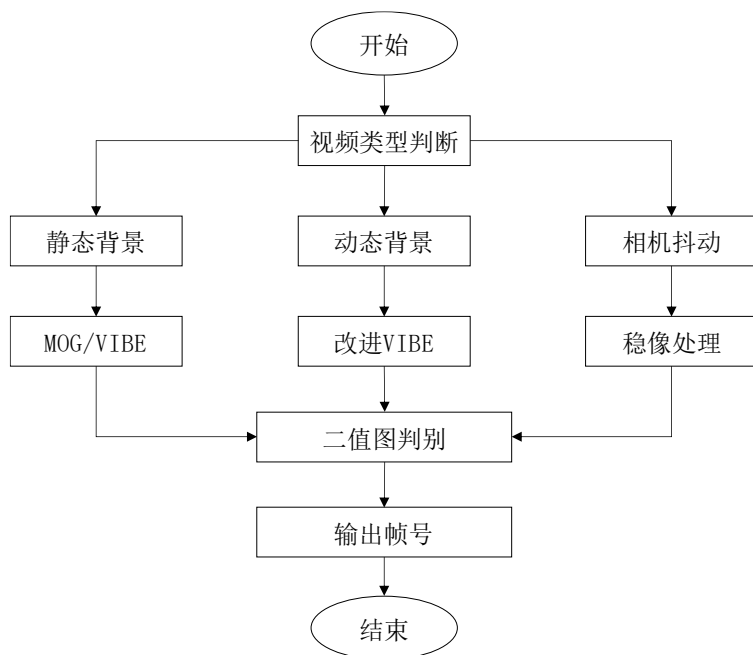 开始
视频类型判断
静态背景
动态背景
相机抖动
MOG/VIBE
改进VIBE
稳像处理
二值图判别
输出帧号
结束